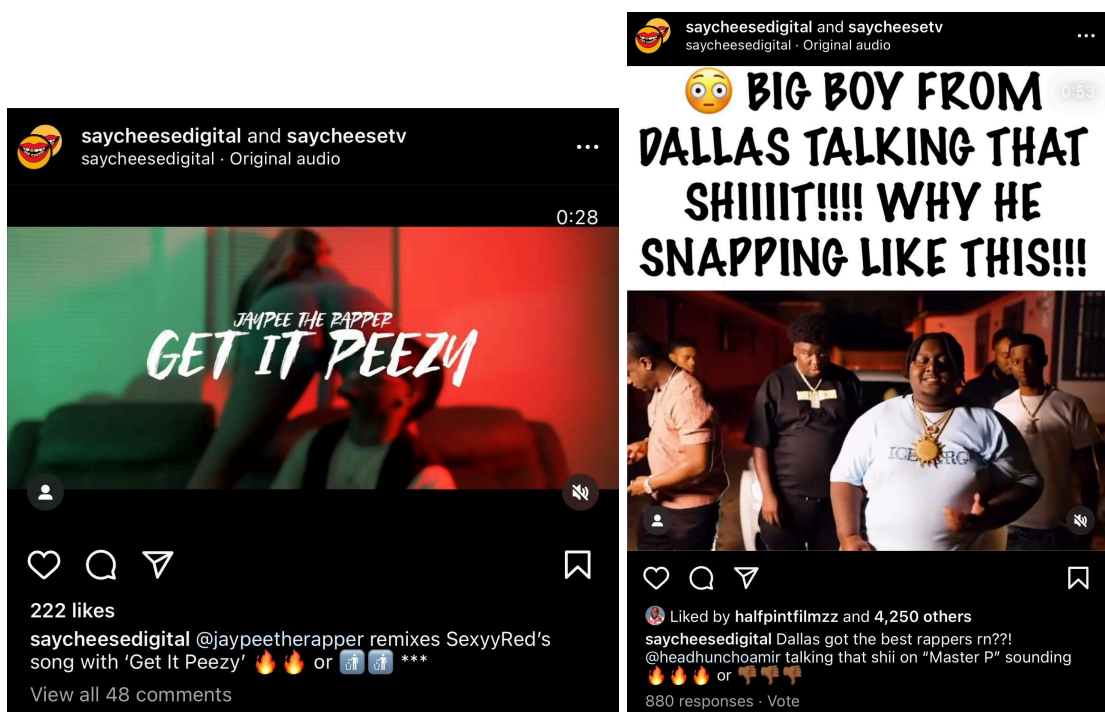 saycheesedigital and saycheesetv
saycheesedigital · Original audio
0:28
JAYPEE THE RAPPER
GET IT PEEZY
222 likes
saycheesedigital @jaypeetherapper remixes SexyyRed's
song with ‘Get It Peezy’ 🔥🔥 or 🚮🚮 ***
View all 48 comments
saycheesedigital and saycheesetv
saycheesedigital · Original audio
😳 BIG BOY FROM
0:53
DALLAS TALKING THAT
SHIIIIT!!!! WHY HE
SNAPPING LIKE THIS!!!
Liked by halfpintfilmzz and 4,250 others
saycheesedigital Dallas got the best rappers rn??!
@headhunchoamir talking that shii on “Master P” sounding
🔥🔥🔥 or 👎🏾👎🏾👎🏾
880 responses · Vote